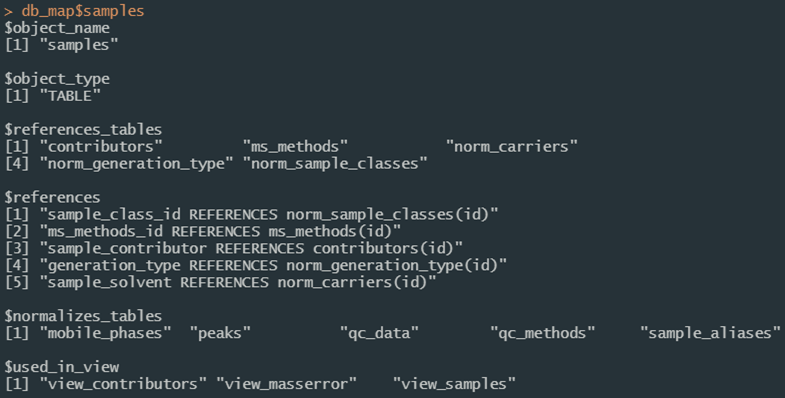 > db_map$samples
$object_name
[1] "samples"
$object_type
[1] "TABLE"
$references_tables
[1] "contributors" "ms_methods" "norm_carriers"
[4] "norm_generation_type" "norm_sample_classes"
$references
[1] "sample_class_id REFERENCES norm_sample_classes(id)"
[2] "ms_methods_id REFERENCES ms_methods(id)"
[3] "sample_contributor REFERENCES contributors(id)"
[4] "generation_type REFERENCES norm_generation_type(id)"
[5] "sample_solvent REFERENCES norm_carriers(id)"
$normalizes_tables
[1] "mobile_phases" "peaks" "qc_data" "qc_methods" "sample_aliases"
$used_in_view
[1] "view_contributors" "view_masserror" "view_samples"